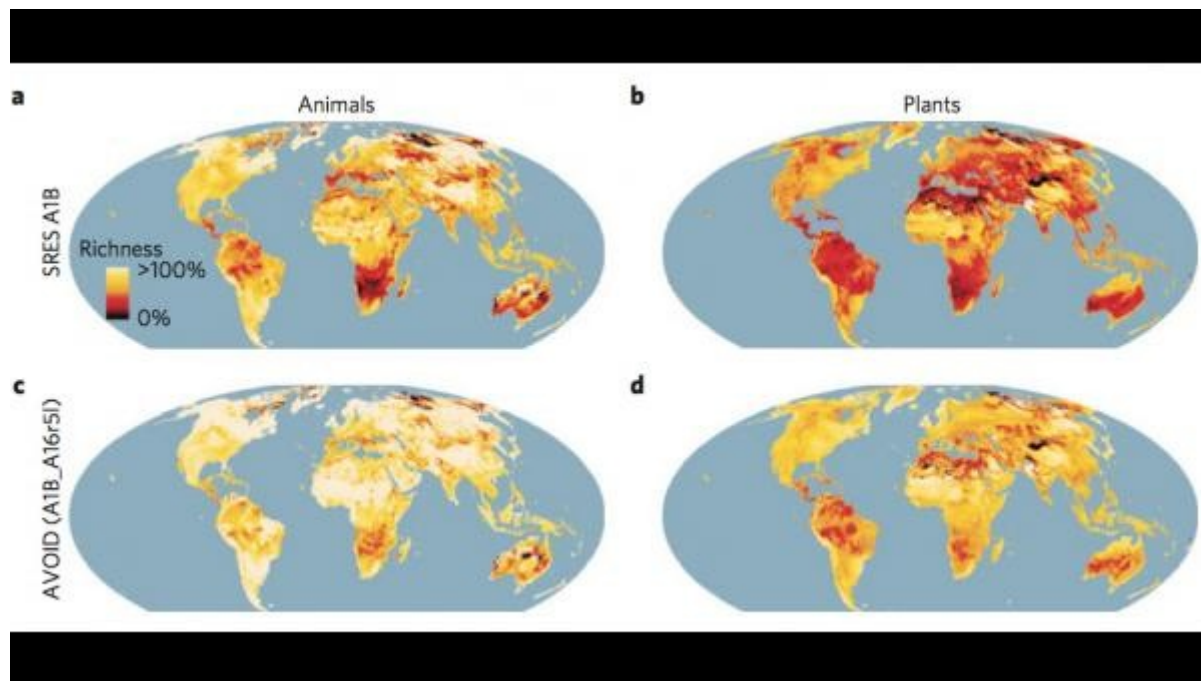 a
Animals
b
Plants
SRES A1B
Richness
>100%
0%
c
d
AVOID (A1B_A16r5l)